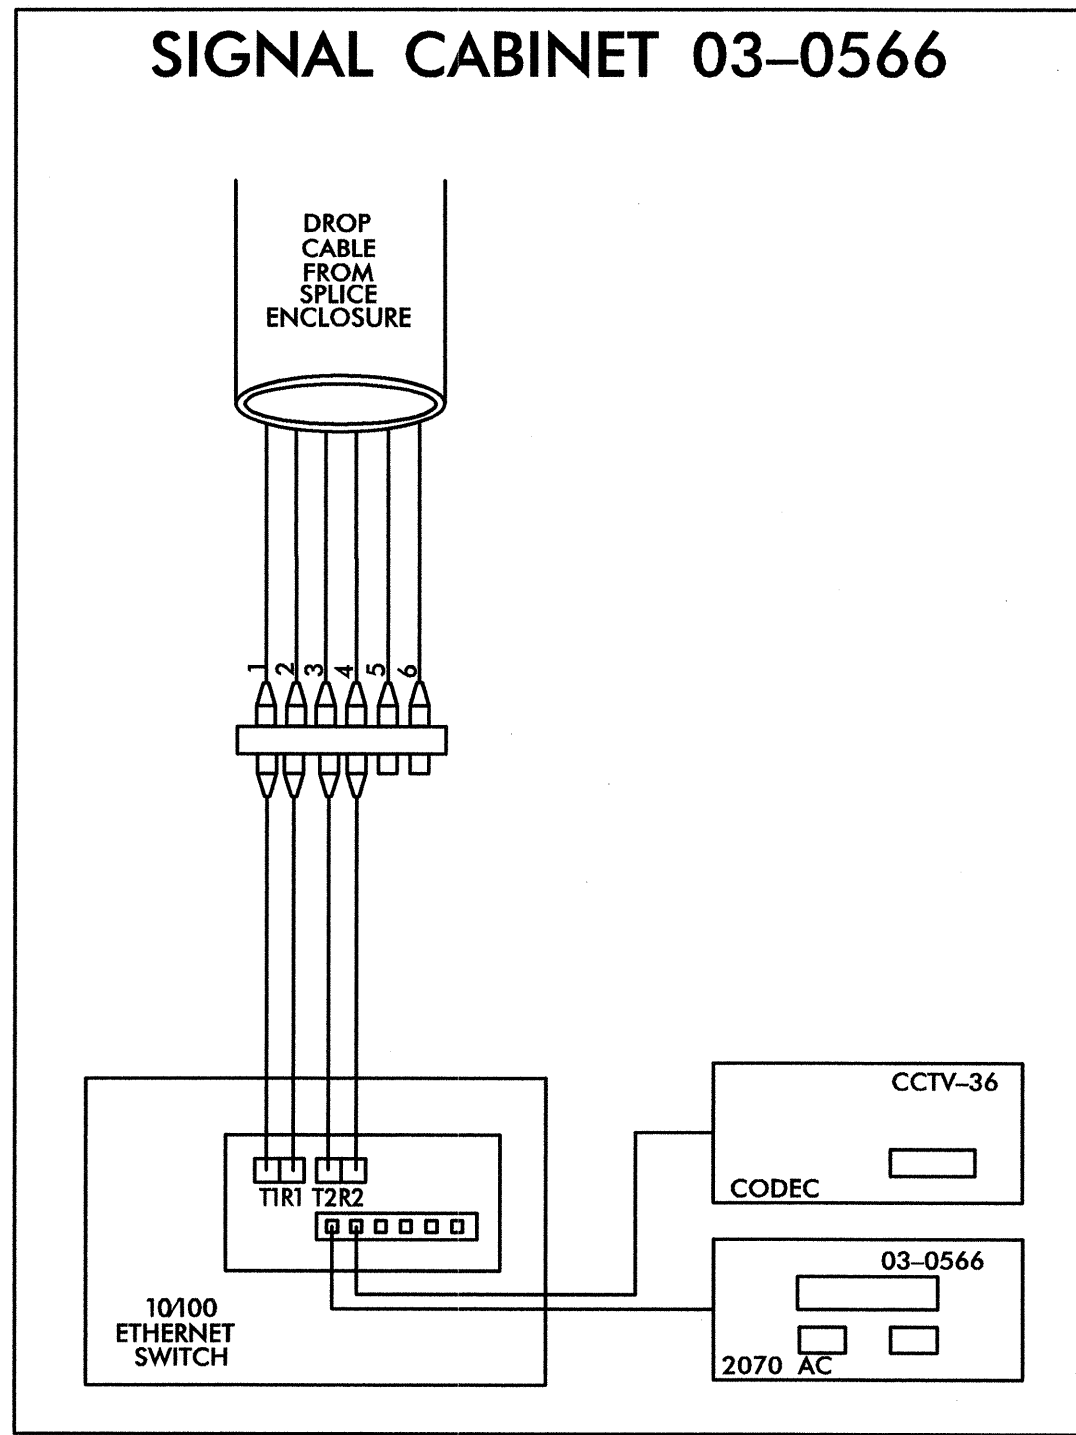 SIGNAL CABINET 03–0566
DROP
CABLE
FROM
SPLICE
ENCLOSURE
1 2 3 4 5 6
T1R1 T2R2
10/100
ETHERNET
SWITCH
CCTV–36
CODEC
03–0566
2070 AC